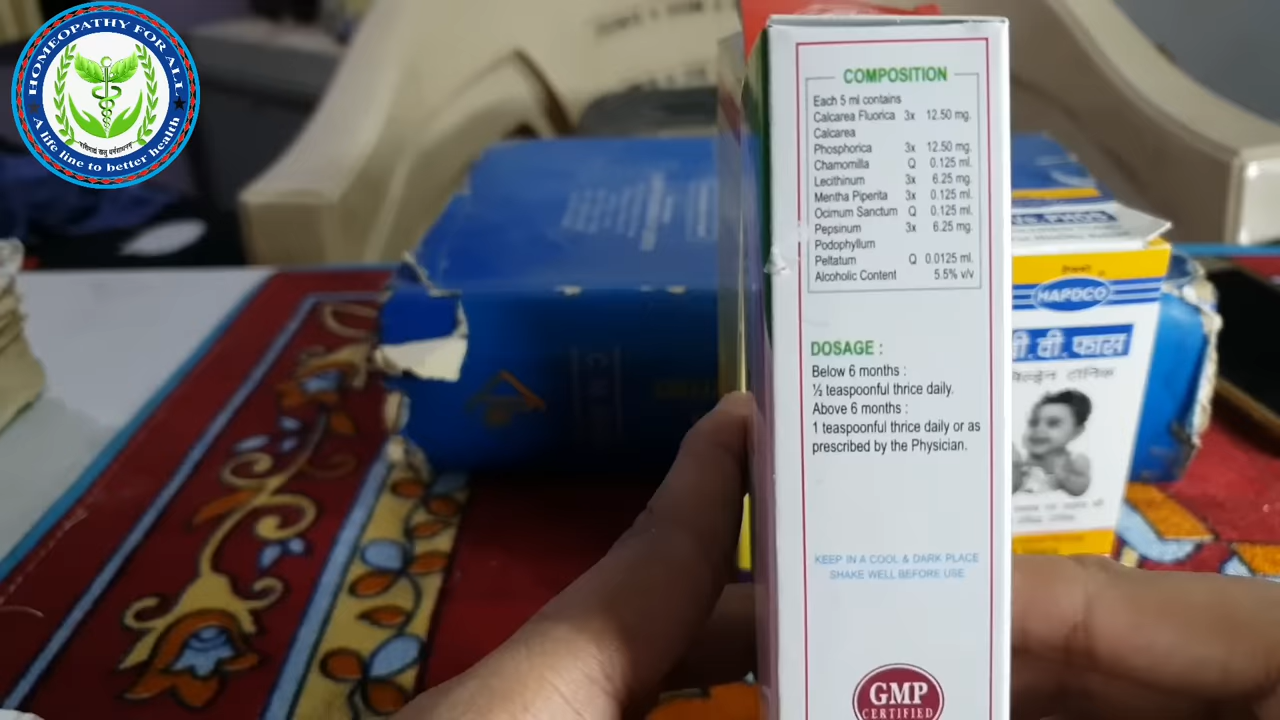 HOMEOPATHY FOR ALL
A life line to better health
COMPOSITION
Each 5 ml contains
Calcarea Fluorica 3x 12.50 mg.
Calcarea
Phosphorica 3x 12.50 mg.
Chamomilla Q 0.125 ml.
Lecithinum 3x 6.25 mg.
Mentha Piperita 3x 0.125 ml.
Ocimum Sanctum Q 0.125 ml.
Pepsinum 3x 6.25 mg.
Podophyllum
Peltatum Q 0.0125 ml.
Alcoholic Content 5.5% v/v
DOSAGE :
Below 6 months :
½ teaspoonful thrice daily.
Above 6 months :
1 teaspoonful thrice daily or as
prescribed by the Physician.
KEEP IN A COOL & DARK PLACE
SHAKE WELL BEFORE USE
GMP
CERTIFIED
HAPDCO
वी. फास
टॉनिक